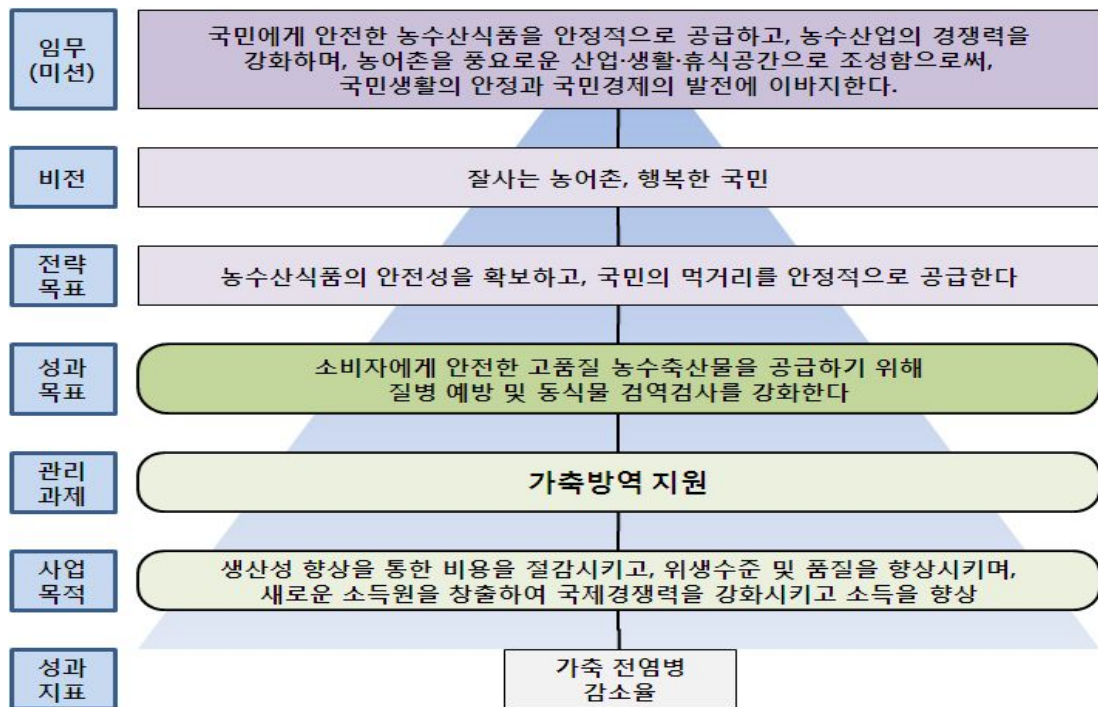 임무
(미션)
국민에게 안전한 농수산식품을 안정적으로 공급하고, 농수산업의 경쟁력을
강화하며, 농어촌을 풍요로운 산업·생활·휴식공간으로 조성함으로써,
국민생활의 안정과 국민경제의 발전에 이바지한다.
비전
잘사는 농어촌, 행복한 국민
전략
목표
농수산식품의 안전성을 확보하고, 국민의 먹거리를 안정적으로 공급한다
성과
목표
소비자에게 안전한 고품질 농수축산물을 공급하기 위해
질병 예방 및 동식물 검역검사를 강화한다
관리
과제
가축방역 지원
사업
목적
생산성 향상을 통한 비용을 절감시키고, 위생수준 및 품질을 향상시키며,
새로운 소득원을 창출하여 국제경쟁력을 강화시키고 소득을 향상
성과
지표
가축 전염병
감소율